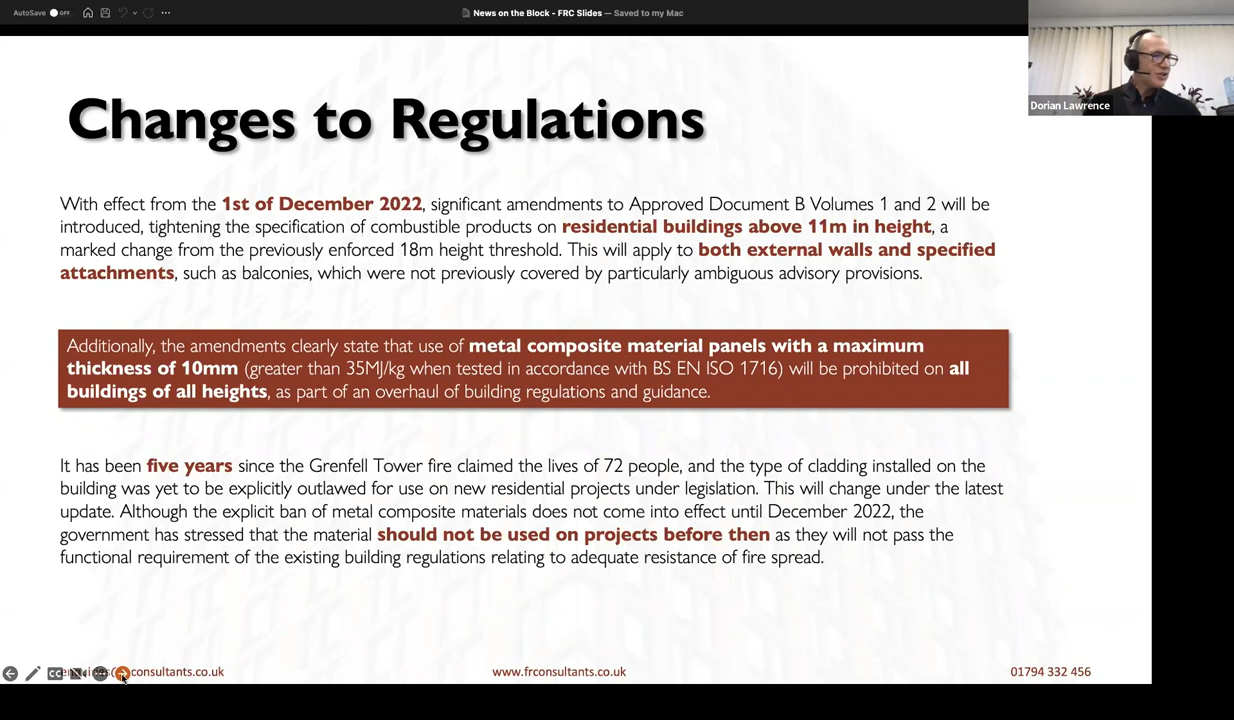 AutoSave OFF
News on the Block - FRC Slides — Saved to my Mac
Dorian Lawrence
Changes to Regulations
With effect from the 1st of December 2022, significant amendments to Approved Document B Volumes 1 and 2 will be
introduced, tightening the specification of combustible products on residential buildings above 11m in height, a
marked change from the previously enforced 18m height threshold. This will apply to both external walls and specified
attachments, such as balconies, which were not previously covered by particularly ambiguous advisory provisions.
Additionally, the amendments clearly state that use of metal composite material panels with a maximum
thickness of 10mm (greater than 35MJ/kg when tested in accordance with BS EN ISO 1716) will be prohibited on all
buildings of all heights, as part of an overhaul of building regulations and guidance.
It has been five years since the Grenfell Tower fire claimed the lives of 72 people, and the type of cladding installed on the
building was yet to be explicitly outlawed for use on new residential projects under legislation. This will change under the latest
update. Although the explicit ban of metal composite materials does not come into effect until December 2022, the
government has stressed that the material should not be used on projects before then as they will not pass the
functional requirement of the existing building regulations relating to adequate resistance of fire spread.
consultants.co.uk
www.frconsultants.co.uk
01794 332 456